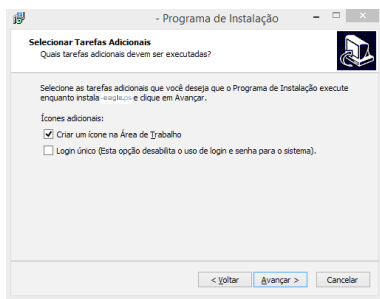 - Programa de Instalação
Selecionar Tarefas Adicionais
Quais tarefas adicionais devem ser executadas?
Selecione as tarefas adicionais que você deseja que o Programa de Instalação execute
enquanto instala e clique em Avançar.
Ícones adicionais:
Criar um ícone na Área de Trabalho
Login único (Esta opção desabilita o uso de login e senha para o sistema).
< Voltar Avançar > Cancelar